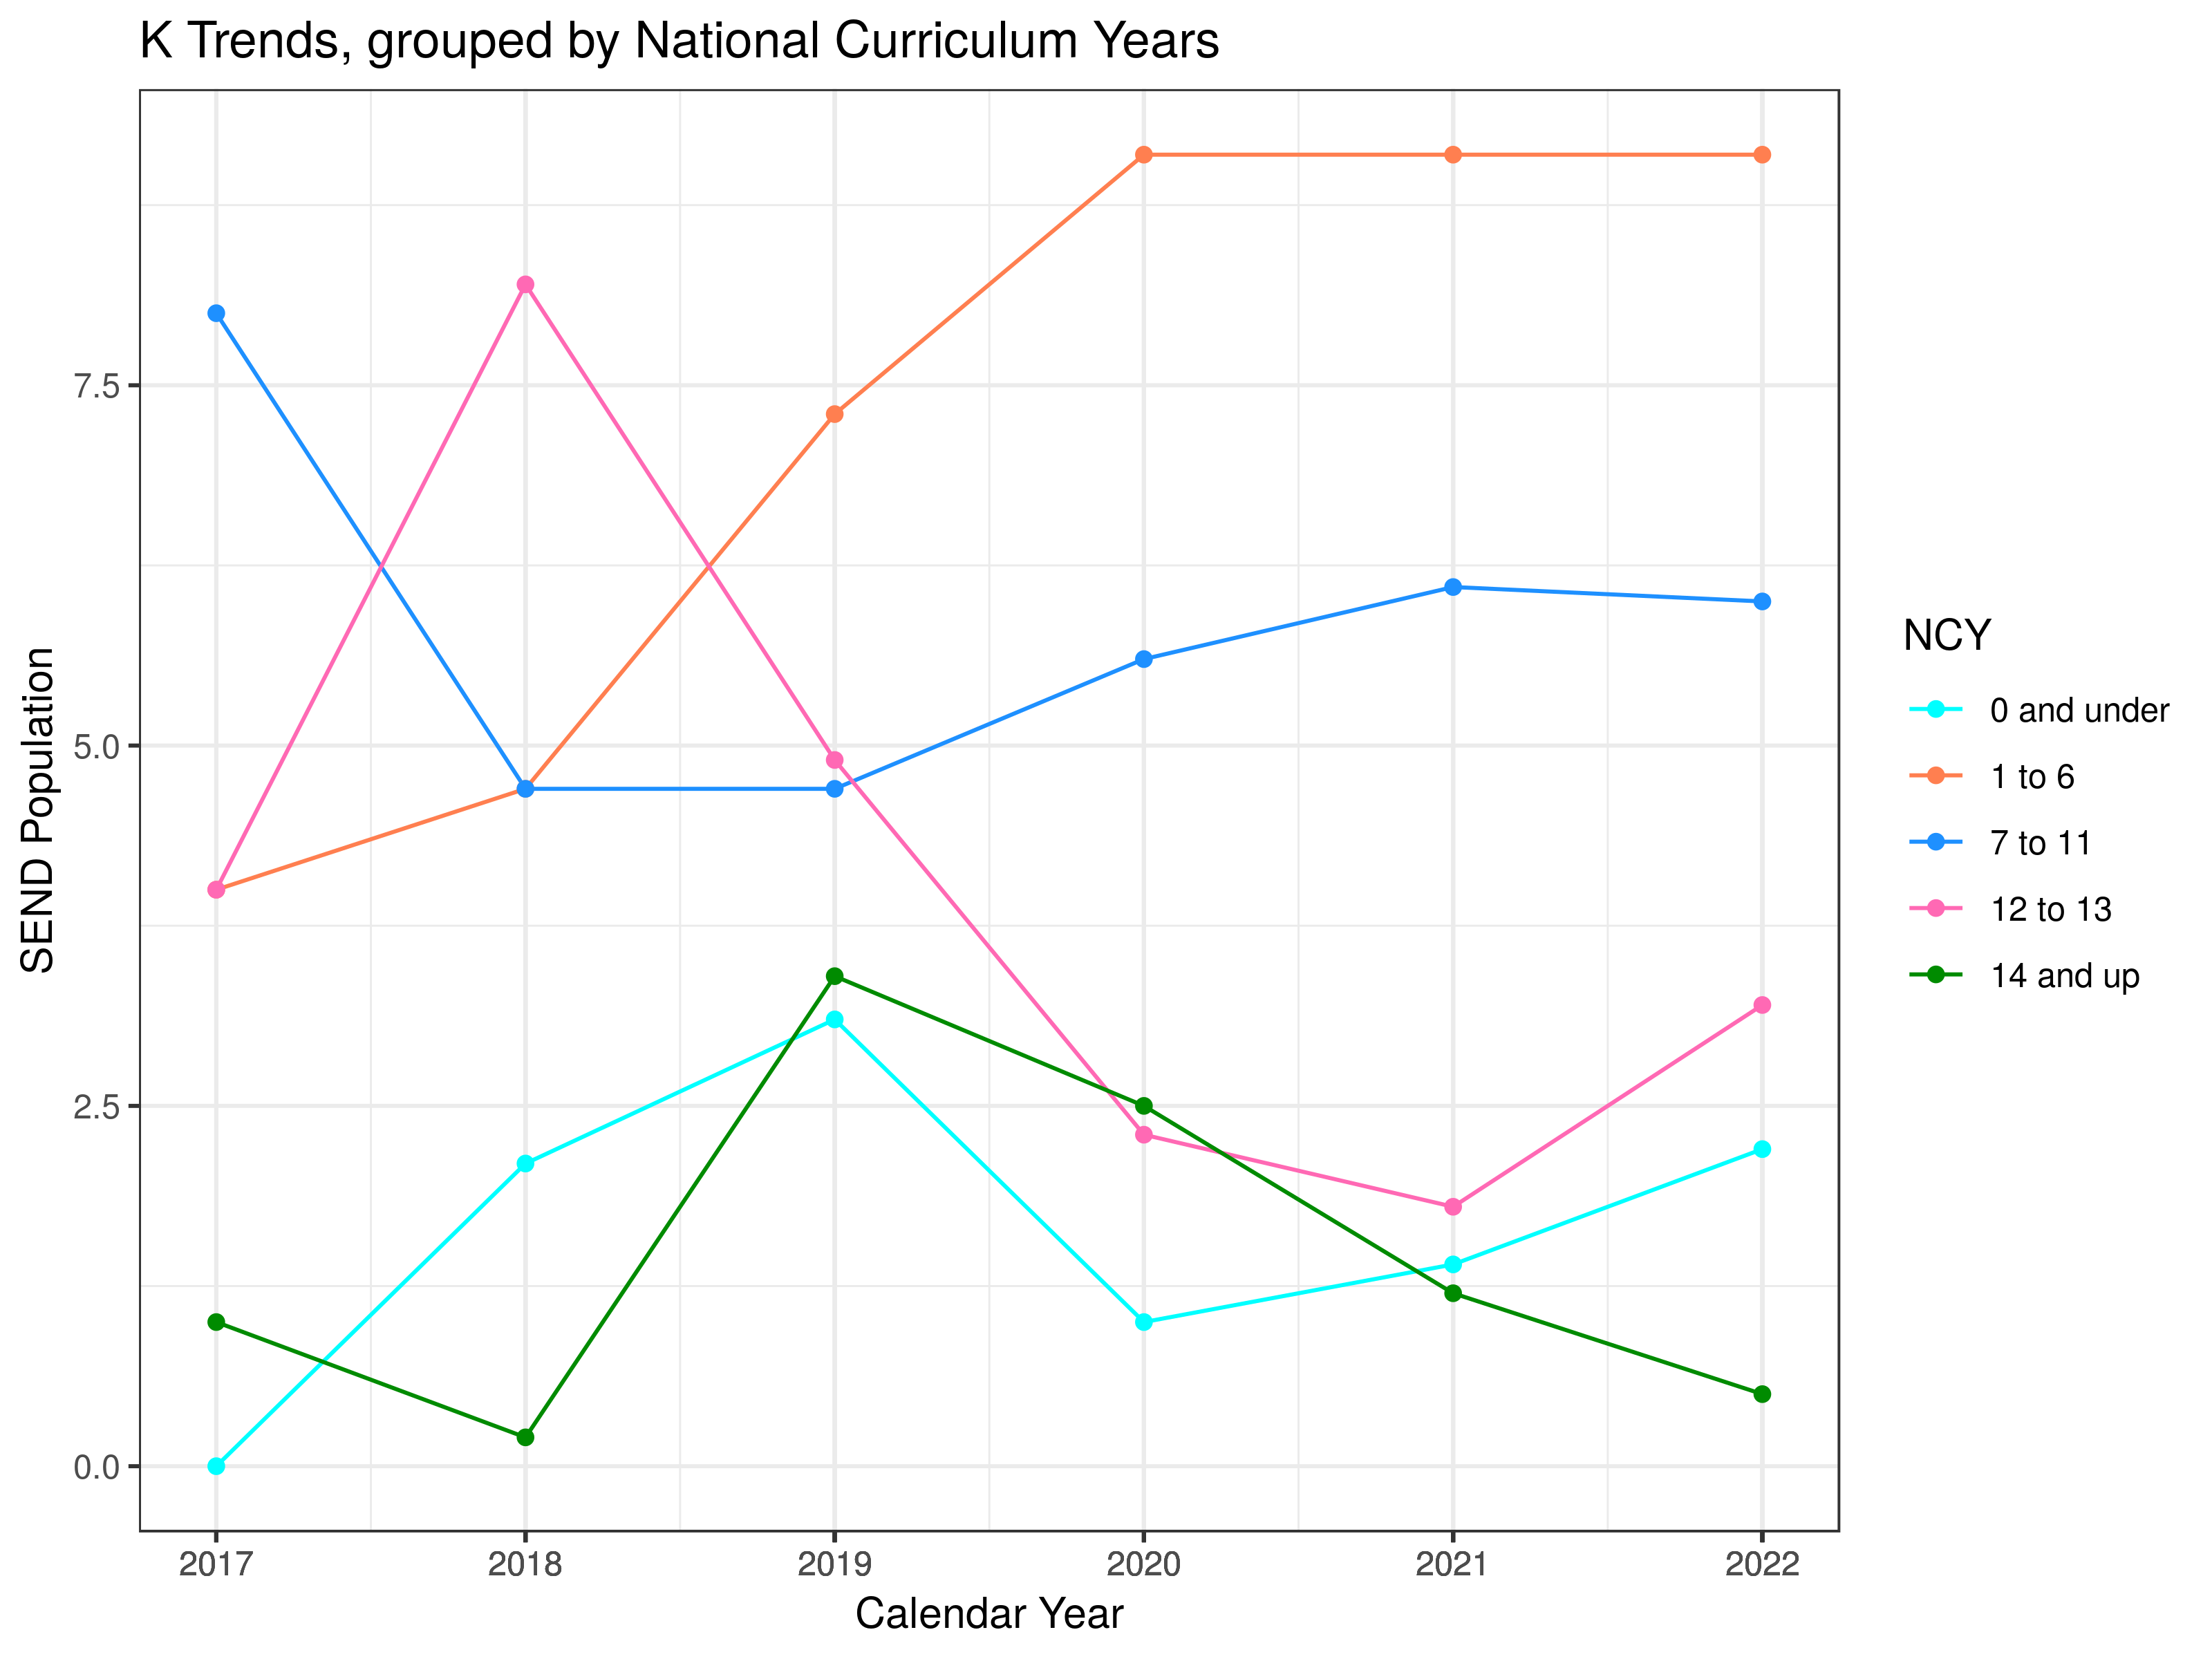 K Trends, grouped by National Curriculum Years
SEND Population
7.5
5.0
2.5
0.0
2017 2018 2019 2020 2021 2022
Calendar Year
NCY
0 and under
1 to 6
7 to 11
12 to 13
14 and up